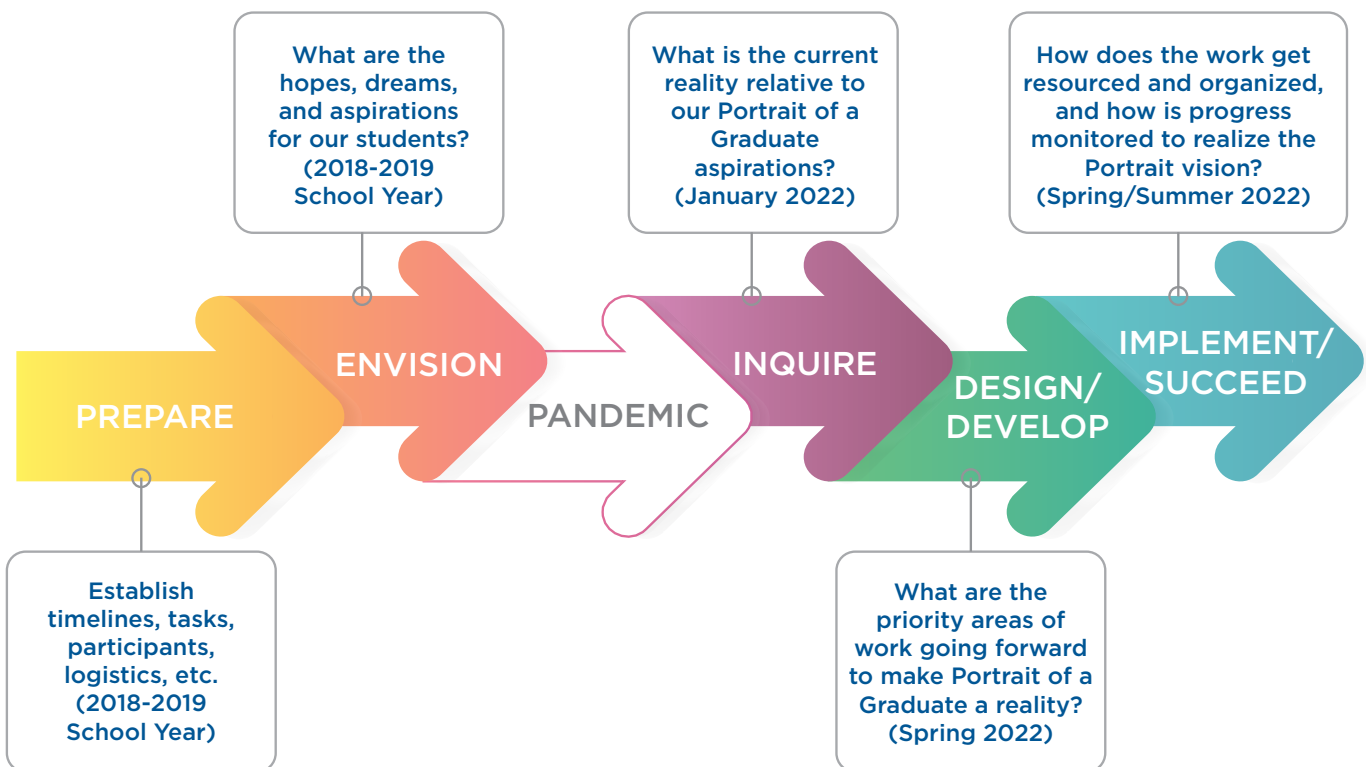 What are the
hopes, dreams,
and aspirations
for our students?
(2018-2019
School Year)
What is the current
reality relative to
our Portrait of a
Graduate
aspirations?
(January 2022)
How does the work get
resourced and organized,
and how is progress
monitored to realize the
Portrait vision?
(Spring/Summer 2022)
PREPARE
ENVISION
PANDEMIC
INQUIRE
DESIGN/
DEVELOP
IMPLEMENT/
SUCCEED
Establish
timelines, tasks,
participants,
logistics, etc.
(2018-2019
School Year)
What are the
priority areas of
work going forward
to make Portrait of a
Graduate a reality?
(Spring 2022)